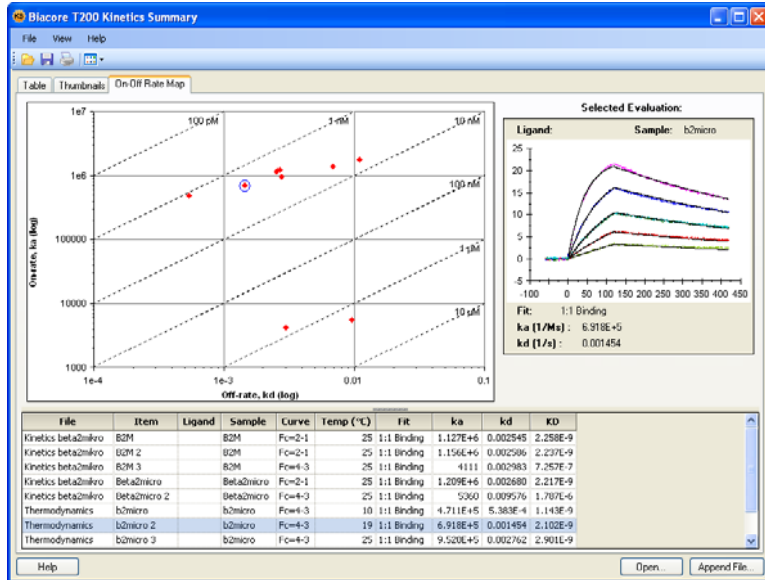 Biacore T200 Kinetics Summary
File View Help
Table Thumbnails On-Off Rate Map
Selected Evaluation:
Ligand: Sample: b2micro
1e7
1e6
100000
10000
1000
On-rate, ka (log)
100 pM 1 nM 10 nM
100 nM
1 µM
10 µM
1e-4 1e-3 0.01 0.1
Off-rate, kd (log)
25
20
15
10
5
0
-5
-100 0 50 100 150 200 250 300 350 400 450
Fit: 1:1 Binding
ka (1/Ms) : 6.918E+5
kd (1/s) : 0.001454
File Item Ligand Sample Curve Temp (°C) Fit ka kd KD
Kinetics beta2mikro B2M B2M Fc=2-1 25 1:1 Binding 1.127E+6 0.002545 2.258E-9
Kinetics beta2mikro B2M 2 B2M Fc=2-1 25 1:1 Binding 1.156E+6 0.002586 2.237E-9
Kinetics beta2mikro B2M 3 B2M Fc=4-3 25 1:1 Binding 4111 0.002983 7.257E-7
Kinetics beta2mikro Beta2micro Beta2micro Fc=2-1 25 1:1 Binding 1.209E+6 0.002680 2.217E-9
Kinetics beta2mikro Beta2micro 2 Beta2micro Fc=4-3 25 1:1 Binding 5360 0.009576 1.787E-6
Thermodynamics b2micro b2micro Fc=4-3 10 1:1 Binding 4.711E+5 5.383E-4 1.143E-9
Thermodynamics b2micro 2 b2micro Fc=4-3 19 1:1 Binding 6.918E+5 0.001454 2.102E-9
Thermodynamics b2micro 3 b2micro Fc=4-3 25 1:1 Binding 9.520E+5 0.002762 2.901E-9
Help Open... Append File...